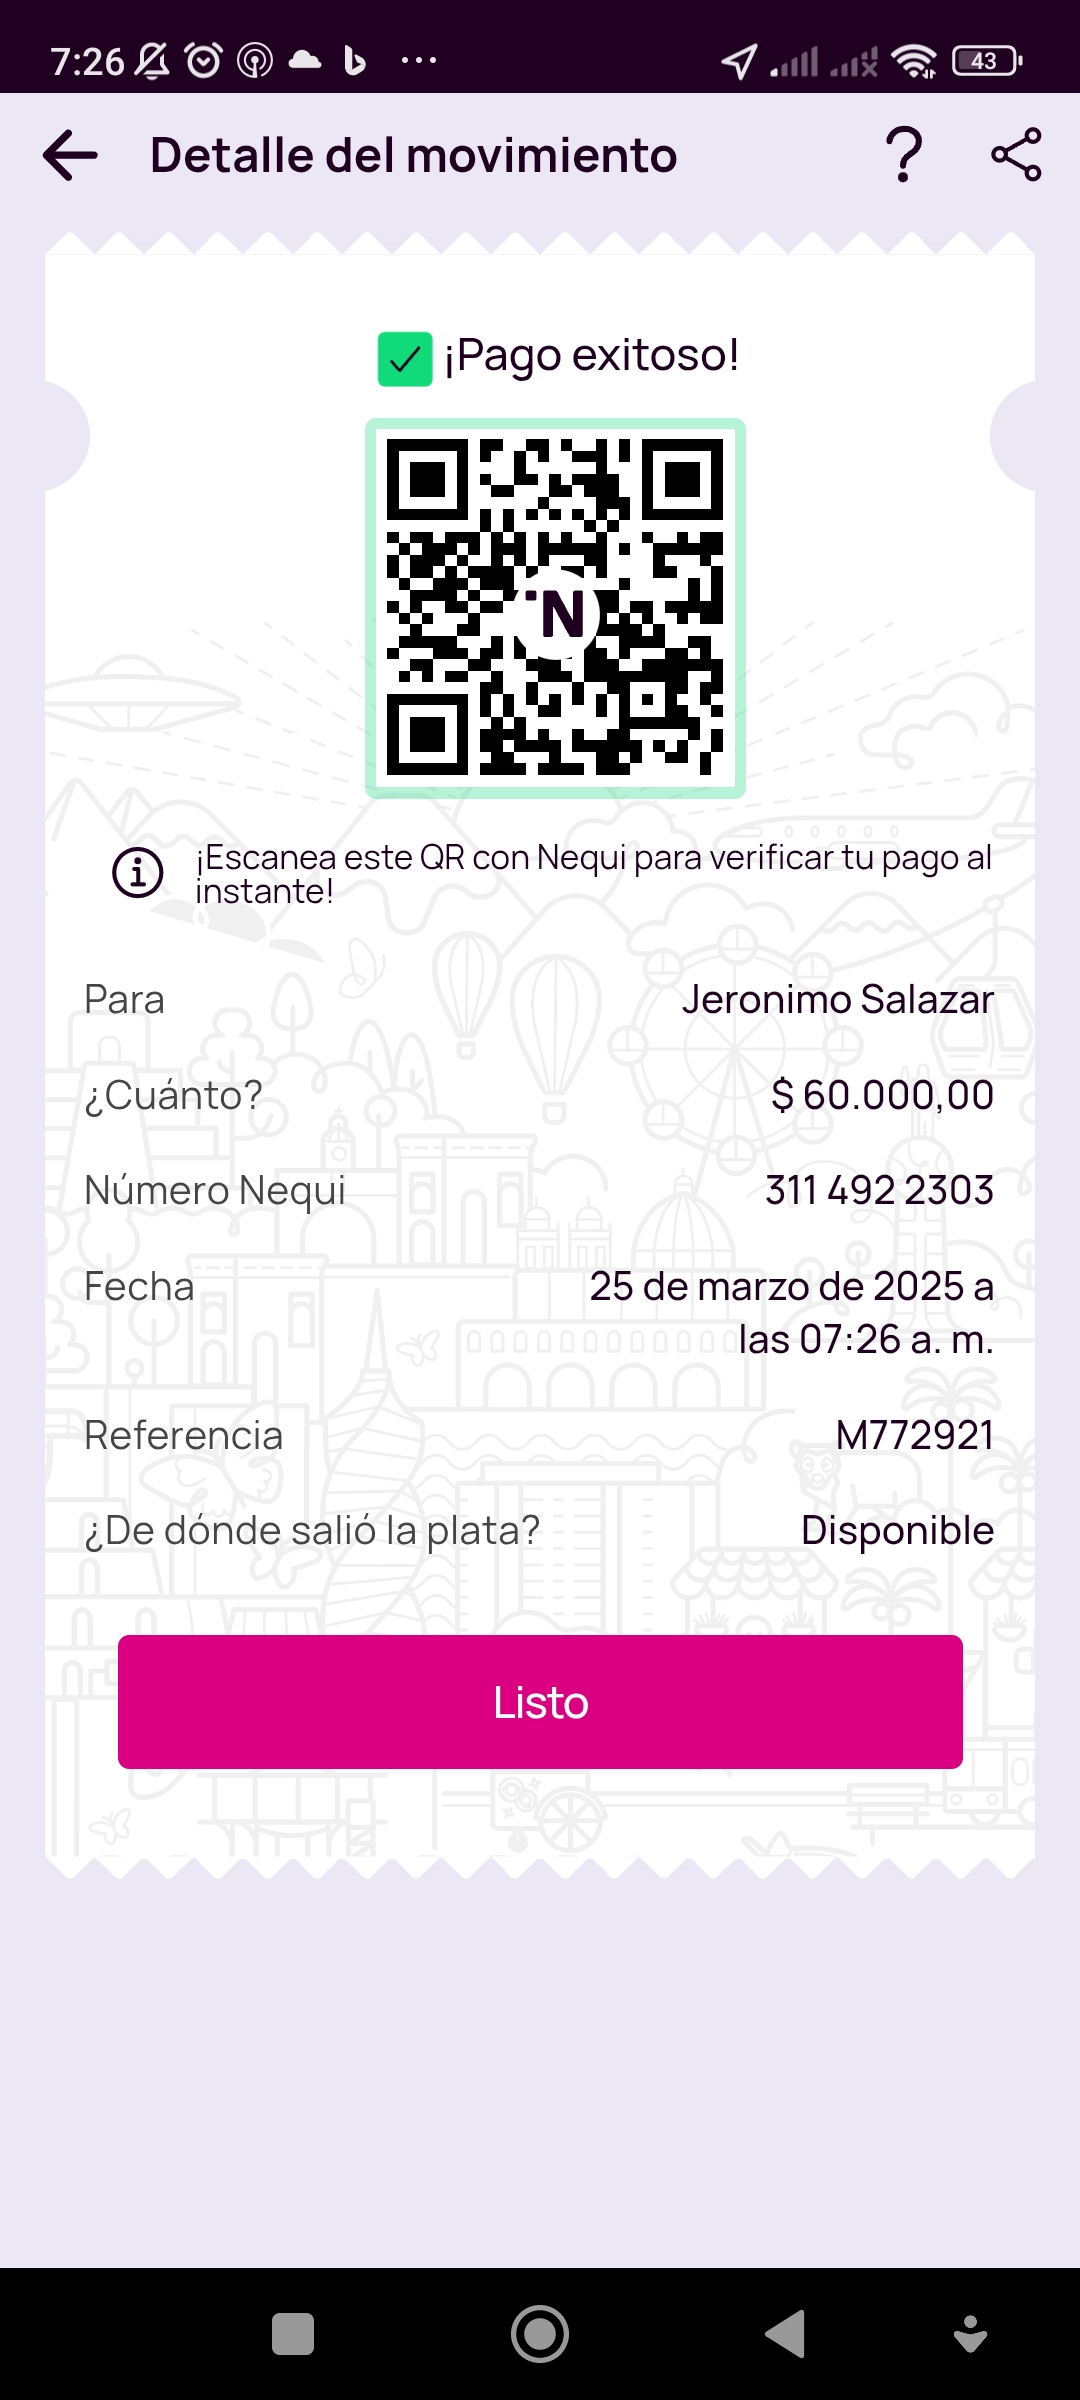 7:26
43
Detalle del movimiento
¡Pago exitoso!
N
¡Escanea este QR con Nequi para verificar tu pago al
instante!
Para Jeronimo Salazar
¿Cuánto? $ 60.000,00
Número Nequi 311 492 2303
Fecha 25 de marzo de 2025 a
las 07:26 a. m.
Referencia M772921
¿De dónde salió la plata? Disponible
Listo